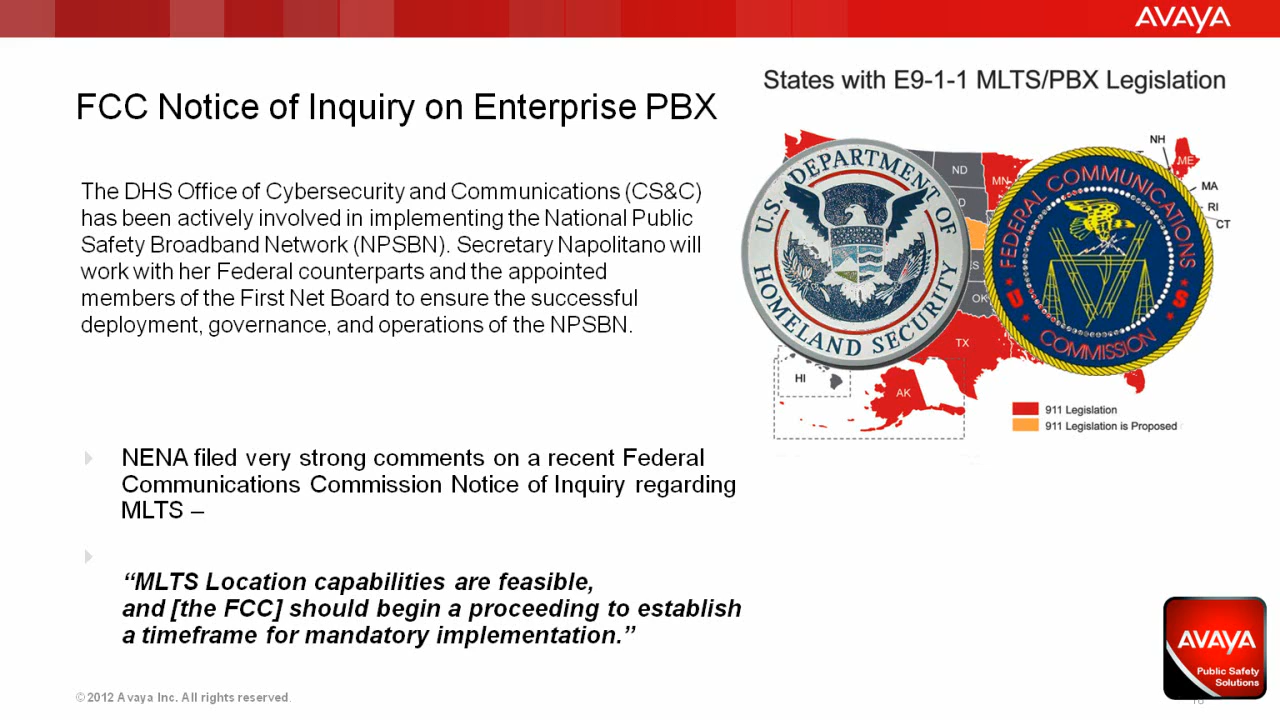 AVAYA
States with E9-1-1 MLTS/PBX Legislation
FCC Notice of Inquiry on Enterprise PBX
The DHS Office of Cybersecurity and Communications (CS&C)
has been actively involved in implementing the National Public
Safety Broadband Network (NPSBN). Secretary Napolitano will
work with her Federal counterparts and the appointed
members of the First Net Board to ensure the successful
deployment, governance, and operations of the NPSBN.
U.S. DEPARTMENT OF
HOMELAND SECURITY
FEDERAL COMMUNICATIONS
COMMISSION
U S
ND
MN
OK
TX
HI
AK
NH
ME
MA
RI
CT
911 Legislation
911 Legislation is Proposed
NENA filed very strong comments on a recent Federal
Communications Commission Notice of Inquiry regarding
MLTS –
“MLTS Location capabilities are feasible,
and [the FCC] should begin a proceeding to establish
a timeframe for mandatory implementation.”
AVAYA
Public Safety
Solutions
© 2012 Avaya Inc. All rights reserved.